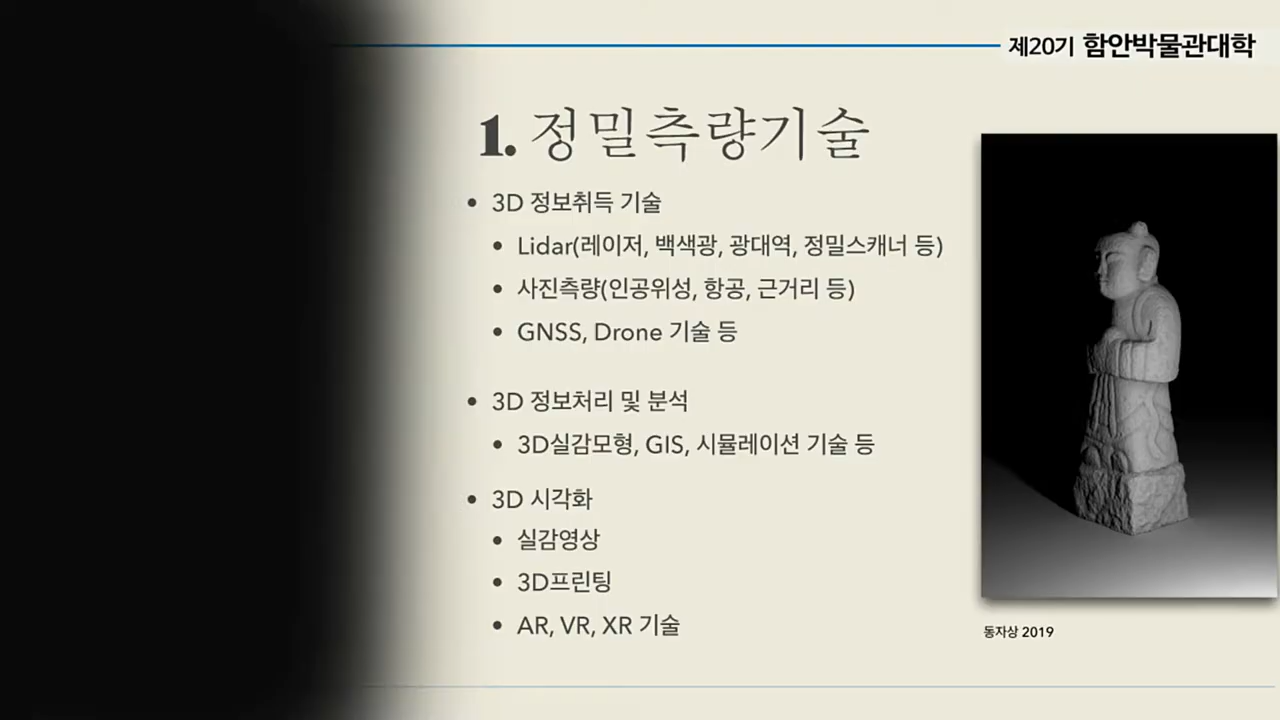 제20기 함안박물관대학
1. 정밀측량기술
• 3D 정보취득 기술
• Lidar(레이저, 백색광, 광대역, 정밀스캐너 등)
• 사진측량(인공위성, 항공, 근거리 등)
• GNSS, Drone 기술 등
• 3D 정보처리 및 분석
• 3D실감모형, GIS, 시뮬레이션 기술 등
• 3D 시각화
• 실감영상
• 3D프린팅
• AR, VR, XR 기술
동자상 2019